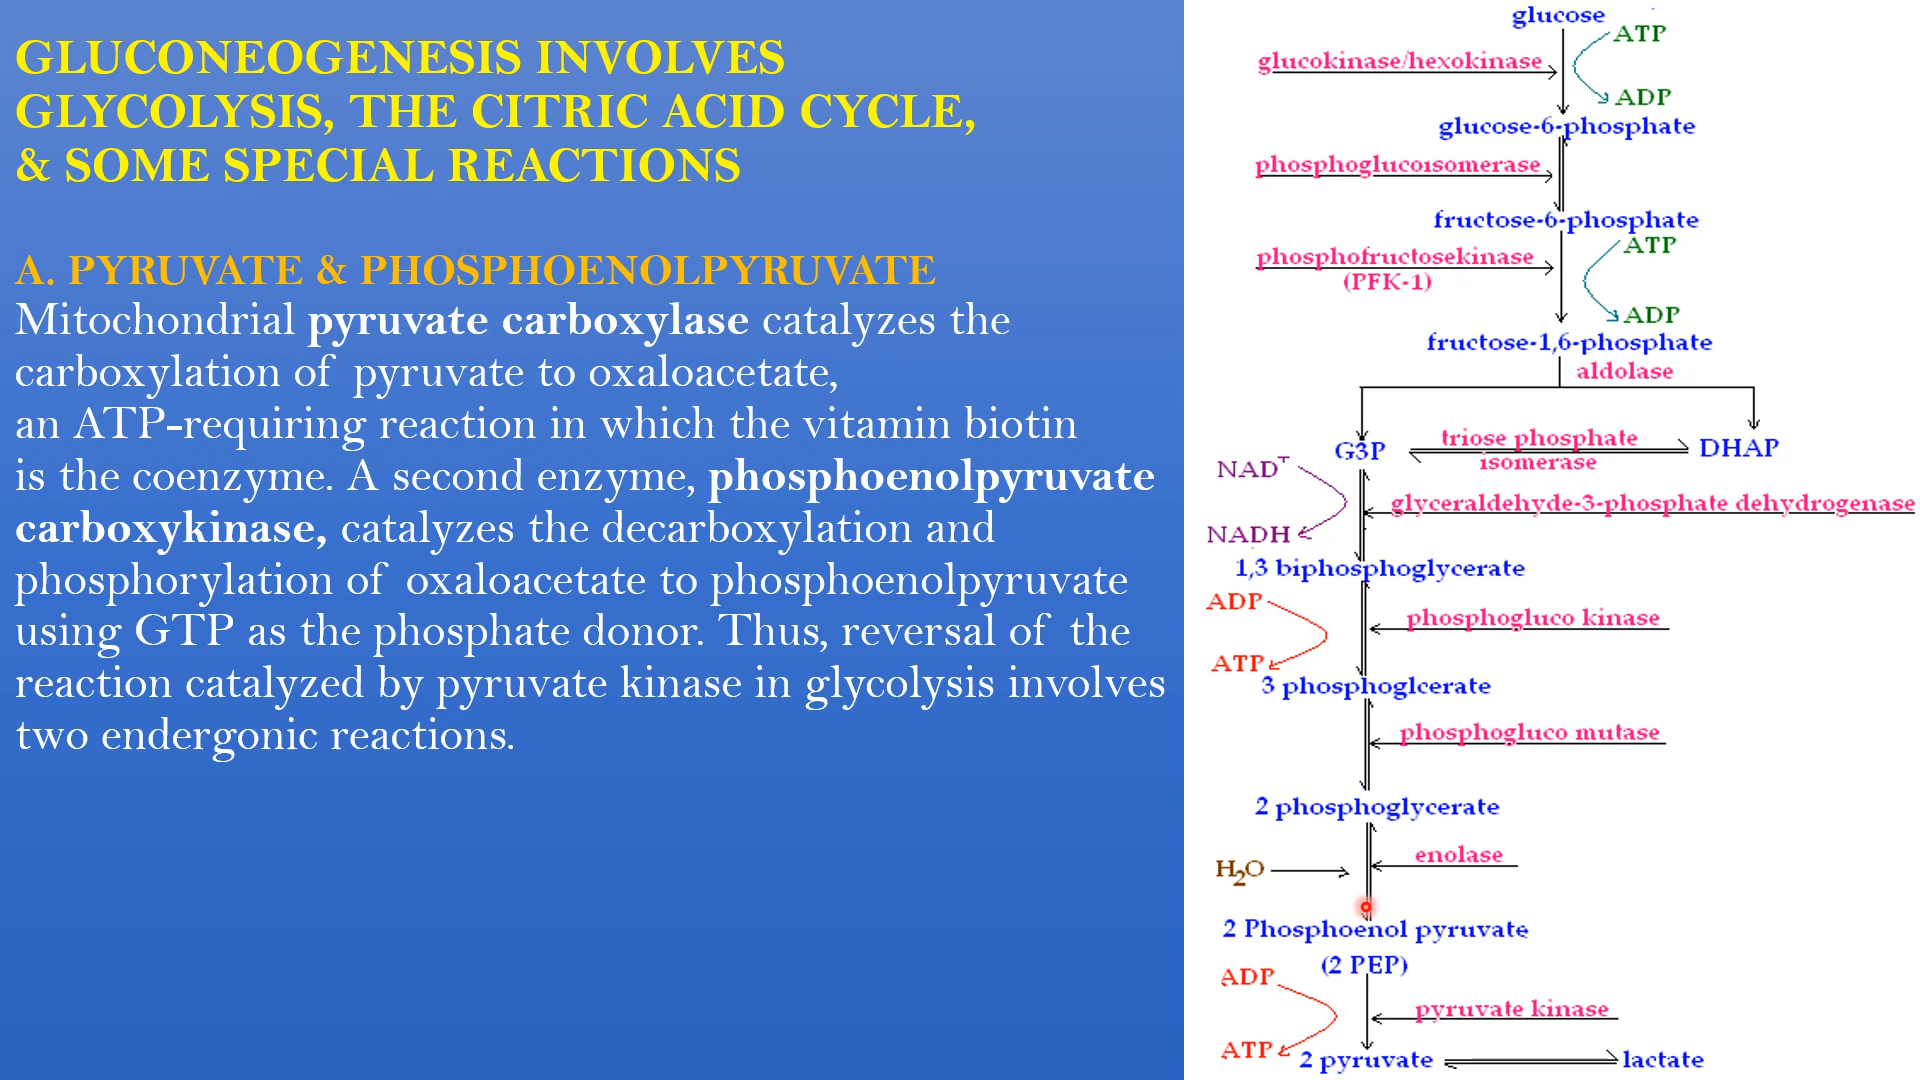 GLUCONEOGENESIS INVOLVES
GLYCOLYSIS, THE CITRIC ACID CYCLE,
& SOME SPECIAL REACTIONS
A. PYRUVATE & PHOSPHOENOLPYRUVATE
Mitochondrial pyruvate carboxylase catalyzes the
carboxylation of pyruvate to oxaloacetate,
an ATP-requiring reaction in which the vitamin biotin
is the coenzyme. A second enzyme, phosphoenolpyruvate
carboxykinase, catalyzes the decarboxylation and
phosphorylation of oxaloacetate to phosphoenolpyruvate
using GTP as the phosphate donor. Thus, reversal of the
reaction catalyzed by pyruvate kinase in glycolysis involves
two endergonic reactions.
glucose
ATP
glucokinase/hexokinase
ADP
glucose-6-phosphate
phosphoglucoisomerase
fructose-6-phosphate
ATP
phosphofructosekinase
(PFK-1)
ADP
fructose-1,6-phosphate
aldolase
G3P
triose phosphate
isomerase
DHAP
NAD+
glyceraldehyde-3-phosphate dehydrogenase
NADH
1,3 biphosphoglycerate
ADP
phosphogluco kinase
ATP
3 phosphoglcerate
phosphogluco mutase
2 phosphoglycerate
enolase
H2O
2 Phosphoenol pyruvate
(2 PEP)
ADP
pyruvate kinase
ATP
2 pyruvate
lactate